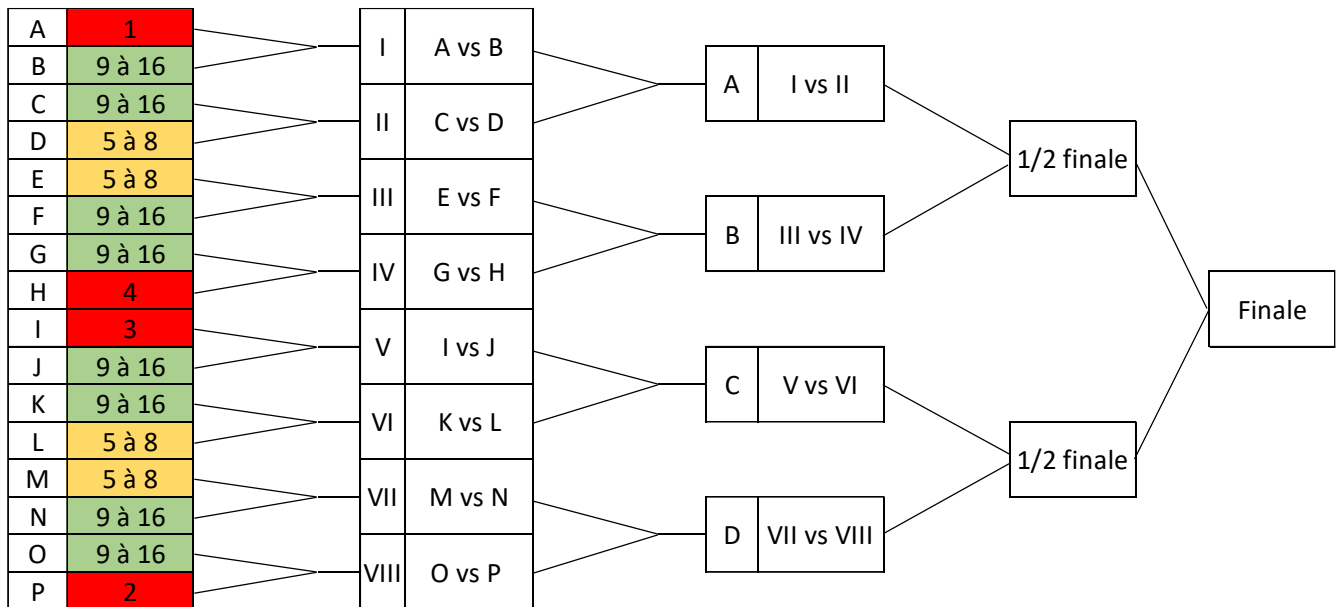 A 1
B 9 à 16
C 9 à 16
D 5 à 8
E 5 à 8
F 9 à 16
G 9 à 16
H 4
I 3
J 9 à 16
K 9 à 16
L 5 à 8
M 5 à 8
N 9 à 16
O 9 à 16
P 2
I A vs B
II C vs D
III E vs F
IV G vs H
V I vs J
VI K vs L
VII M vs N
VIII O vs P
A I vs II
B III vs IV
C V vs VI
D VII vs VIII
1/2 finale
1/2 finale
Finale